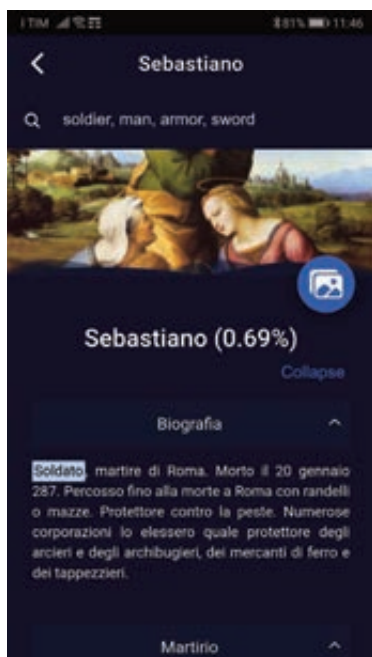 I TIM 81% 11:46
Sebastiano
soldier, man, armor, sword
Sebastiano (0.69%)
Collapse
Biografia
Soldato, martire di Roma. Morto il 20 gennaio
287. Percosso fino alla morte a Roma con randelli
o mazze. Protettore contro la peste. Numerose
corporazioni lo elessero quale protettore degli
arcieri e degli archibugieri, dei mercanti di ferro e
dei tappezzieri.
Martirio